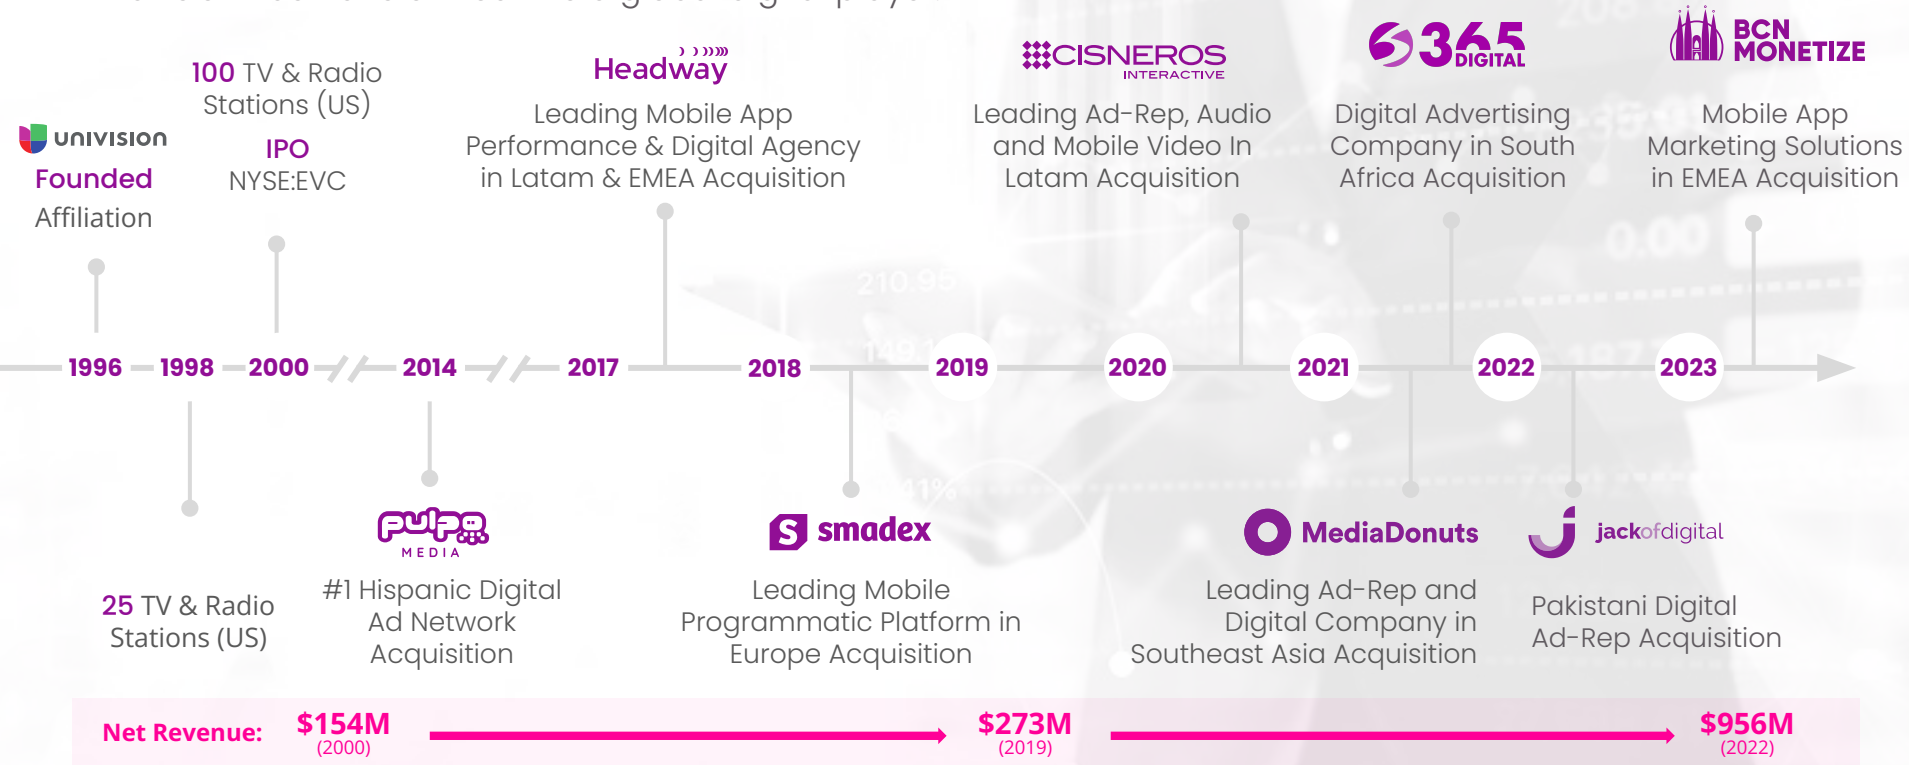 univision
Founded
Affiliation
100 TV & Radio
Stations (US)
IPO
NYSE:EVC
Headway
Leading Mobile App
Performance & Digital Agency
in Latam & EMEA Acquisition
CISNEROS
INTERACTIVE
Leading Ad-Rep, Audio
and Mobile Video In
Latam Acquisition
365
DIGITAL
Digital Advertising
Company in South
Africa Acquisition
BCN
MONETIZE
Mobile App
Marketing Solutions
in EMEA Acquisition
210.95
0.00
1996 1998 2000 2014 2017 2018 2019 2020 2021 2022 2023
25 TV & Radio
Stations (US)
pulpo
MEDIA
#1 Hispanic Digital
Ad Network
Acquisition
S smadex
Leading Mobile
Programmatic Platform in
Europe Acquisition
MediaDonuts
Leading Ad-Rep and
Digital Company in
Southeast Asia Acquisition
jackofdigital
Pakistani Digital
Ad-Rep Acquisition
Net Revenue: $154M
(2000)
$273M
(2019)
$956M
(2022)